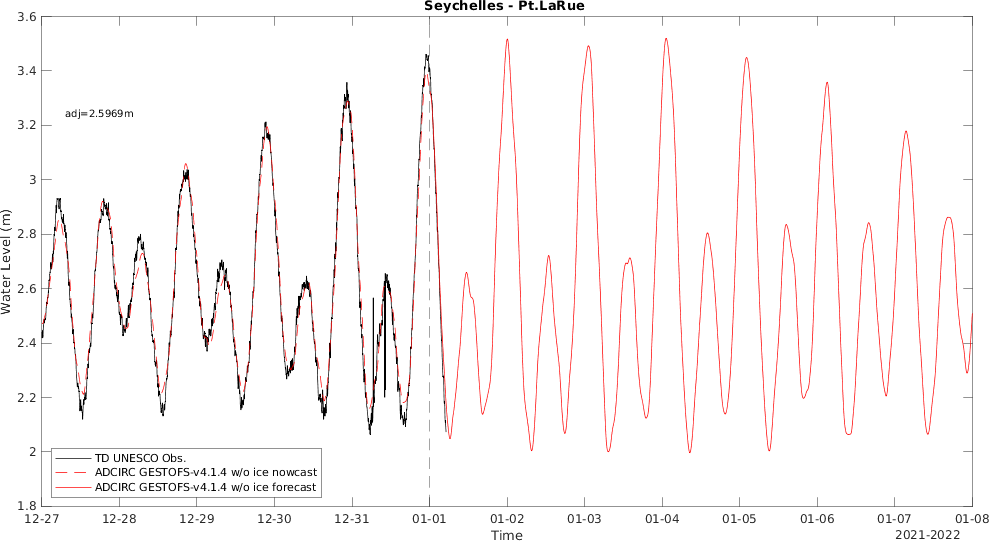 Seychelles - Pt.LaRue
3.6
3.4
adj=2.5969m
3.2
3
2.8
Water Level (m)
2.6
2.4
2.2
2
1.8
TD UNESCO Obs.
ADCIRC GESTOFS-v4.1.4 w/o ice nowcast
ADCIRC GESTOFS-v4.1.4 w/o ice forecast
12-27 12-28 12-29 12-30 12-31 01-01 01-02 01-03 01-04 01-05 01-06 01-07 01-08
Time
2021-2022